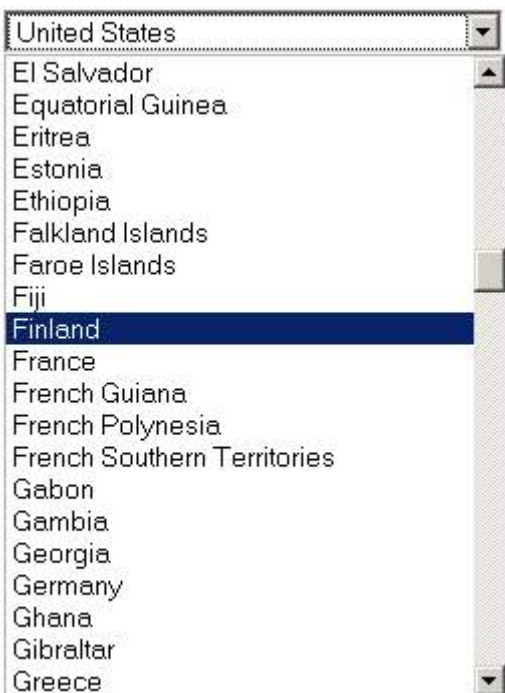 United States
El Salvador
Equatorial Guinea
Eritrea
Estonia
Ethiopia
Falkland Islands
Faroe Islands
Fiji
Finland
France
French Guiana
French Polynesia
French Southern Territories
Gabon
Gambia
Georgia
Germany
Ghana
Gibraltar
Greece